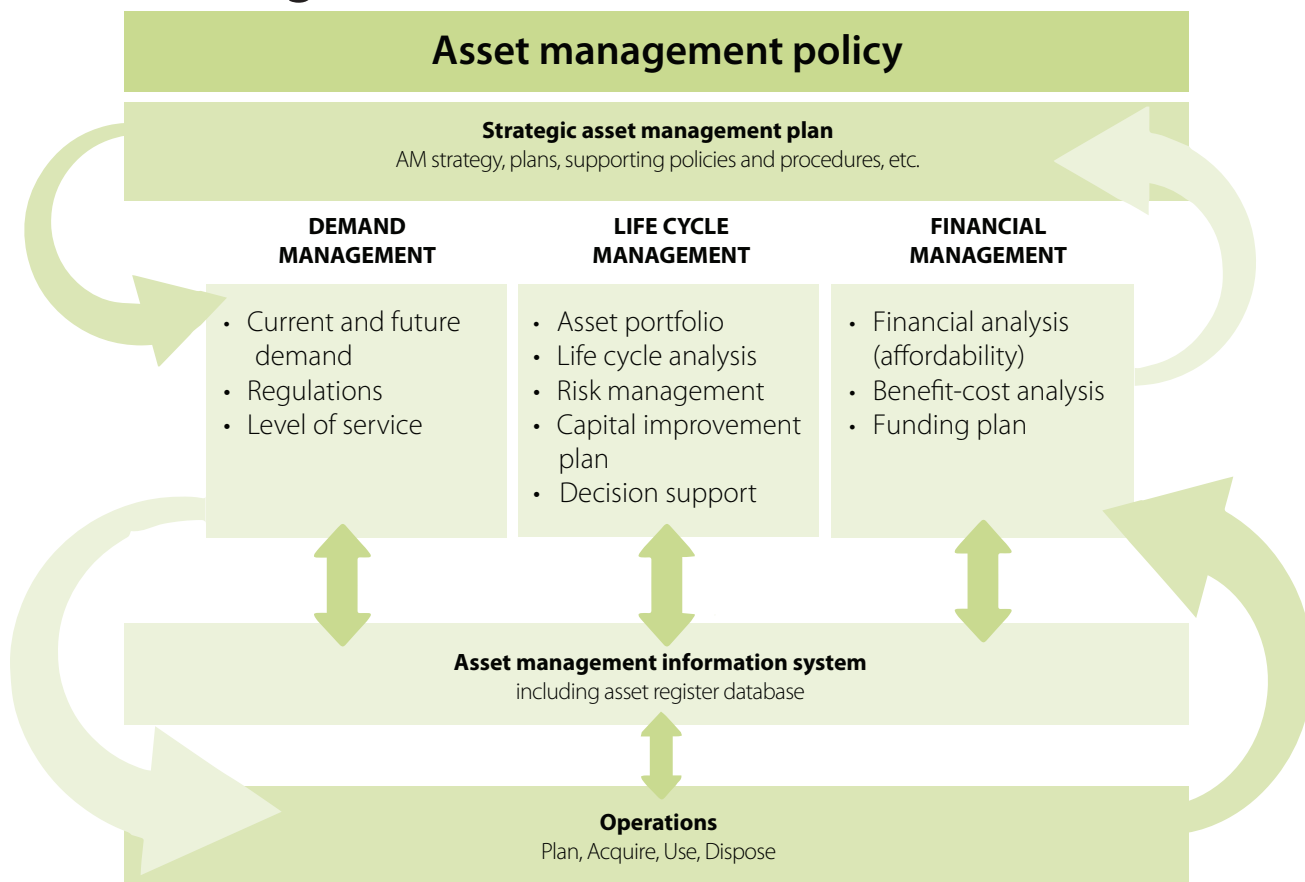 Asset management policy
Strategic asset management plan
AM strategy, plans, supporting policies and procedures, etc.
DEMAND
MANAGEMENT
• Current and future
demand
• Regulations
• Level of service
LIFE CYCLE
MANAGEMENT
• Asset portfolio
• Life cycle analysis
• Risk management
• Capital improvement
plan
• Decision support
FINANCIAL
MANAGEMENT
• Financial analysis
(affordability)
• Benefit-cost analysis
• Funding plan
Asset management information system
including asset register database
Operations
Plan, Acquire, Use, Dispose